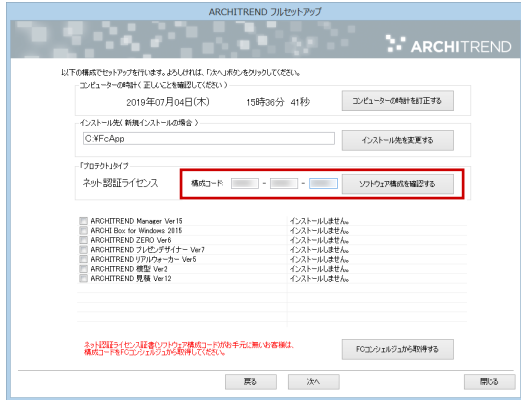 ARCHITREND フルセットアップ
ARCHITREND
以下の構成でセットアップを行います。よろしければ、「次へ」ボタンをクリックしてください。
コンピューターの時計( 正しいことを確認してください )
2019年07月04日(木) 15時36分 41秒 コンピューターの時計を訂正する
インストール先( 新規インストールの場合 )
C:¥FcApp インストール先を変更する
「プロテクト」タイプ
ネット認証ライセンス 構成コード - - ソフトウェア構成を確認する
ARCHITREND Manager Ver15 インストールしません。
ARCHI Box for Windows 2015 インストールしません。
ARCHITREND ZERO Ver6 インストールしません。
ARCHITREND プレゼンデザイナー Ver7 インストールしません。
ARCHITREND リアルウォーカー Ver5 インストールしません。
ARCHITREND 模型 Ver2 インストールしません。
ARCHITREND 見積 Ver12 インストールしません。
ネット認証ライセンス証書(ソフトウェア構成コード)がお手元に無いお客様は、
構成コードをFCコンシェルジュから取得してください。
FCコンシェルジュから取得する
戻る 次へ 閉じる